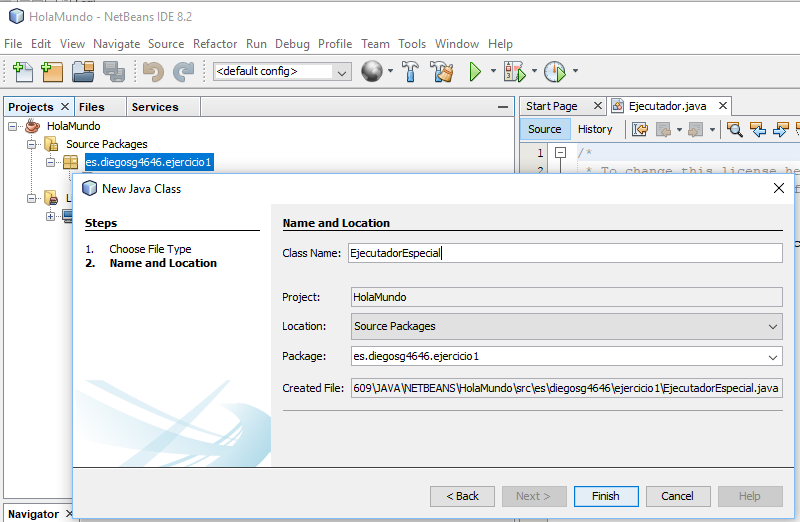 HolaMundo - NetBeans IDE 8.2
File Edit View Navigate Source Refactor Run Debug Profile Team Tools Window Help
<default config>
Projects Files Services
Start Page Ejecutador.java
HolaMundo
Source History
Source Packages
1 /*
es.diegosg4646.ejercicio1
2 * To change this license he
New Java Class
Steps
Name and Location
1. Choose File Type
Class Name: EjecutadorEspecial
2. Name and Location
Project: HolaMundo
Location: Source Packages
Package: es.diegosg4646.ejercicio1
Created File: 609\JAVA\NETBEANS\HolaMundo\src\es\diegosg4646\ejercicio1\EjecutadorEspecial.java
< Back Next > Finish Cancel Help
Navigator